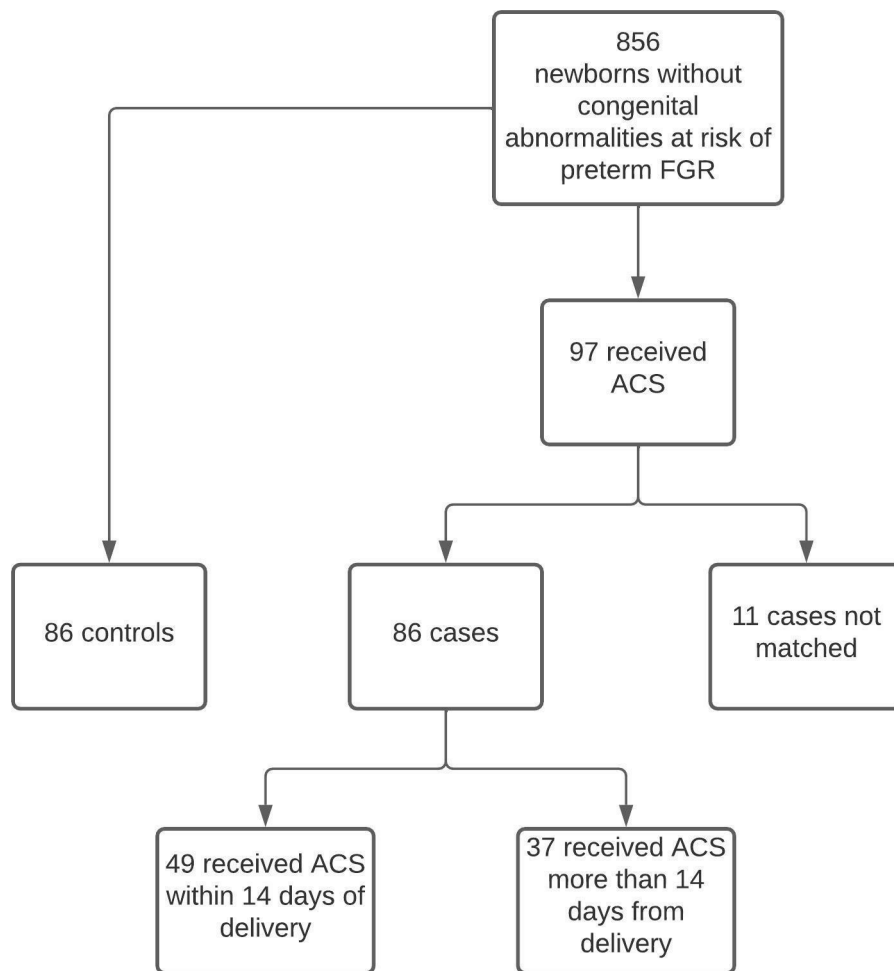 856
newborns without
congenital
abnormalities at risk of
preterm FGR
97 received
ACS
86 controls
86 cases
11 cases not
matched
49 received ACS
within 14 days of
delivery
37 received ACS
more than 14
days from
delivery